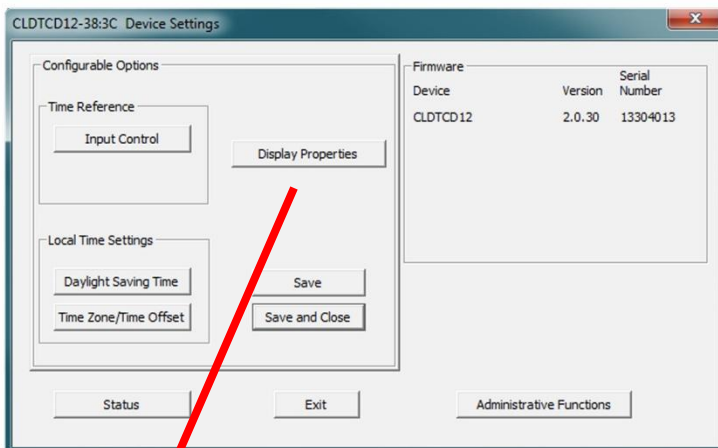 CLDTCD12-38:3C Device Settings
Configurable Options
Time Reference
Input Control
Display Properties
Local Time Settings
Daylight Saving Time
Time Zone/Time Offset
Save
Save and Close
Firmware
Device Version Serial Number
CLDTCD12 2.0.30 13304013
Status
Exit
Administrative Functions